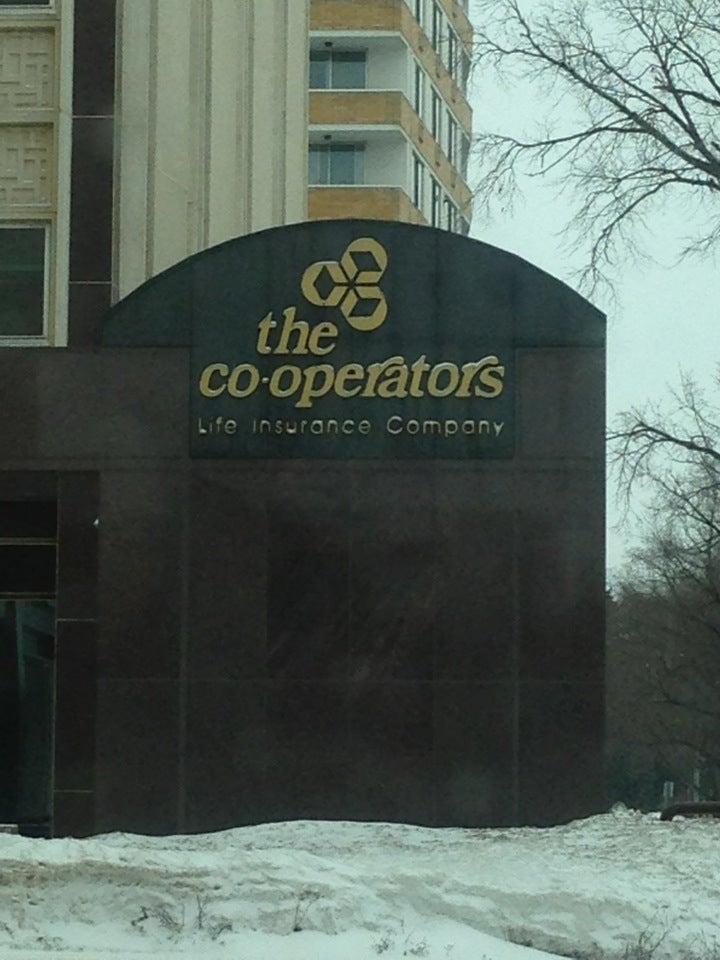 the
co-operators
Life Insurance Company